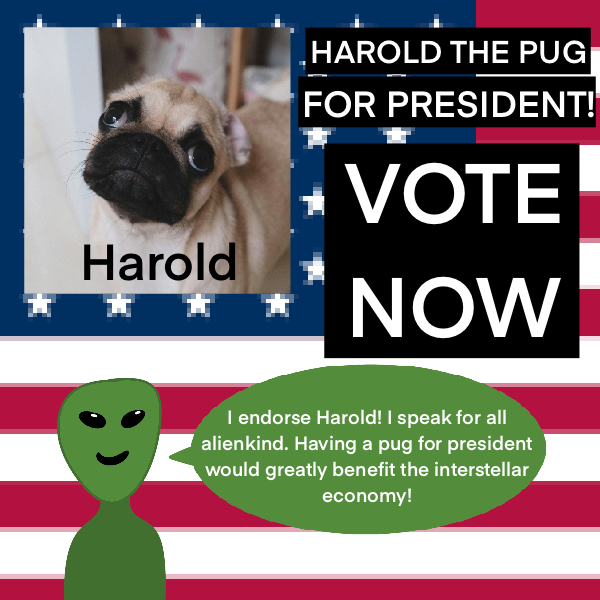 HAROLD THE PUG
FOR PRESIDENT!
VOTE
NOW
Harold
I endorse Harold! I speak for all
alienkind. Having a pug for president
would greatly benefit the interstellar
economy!